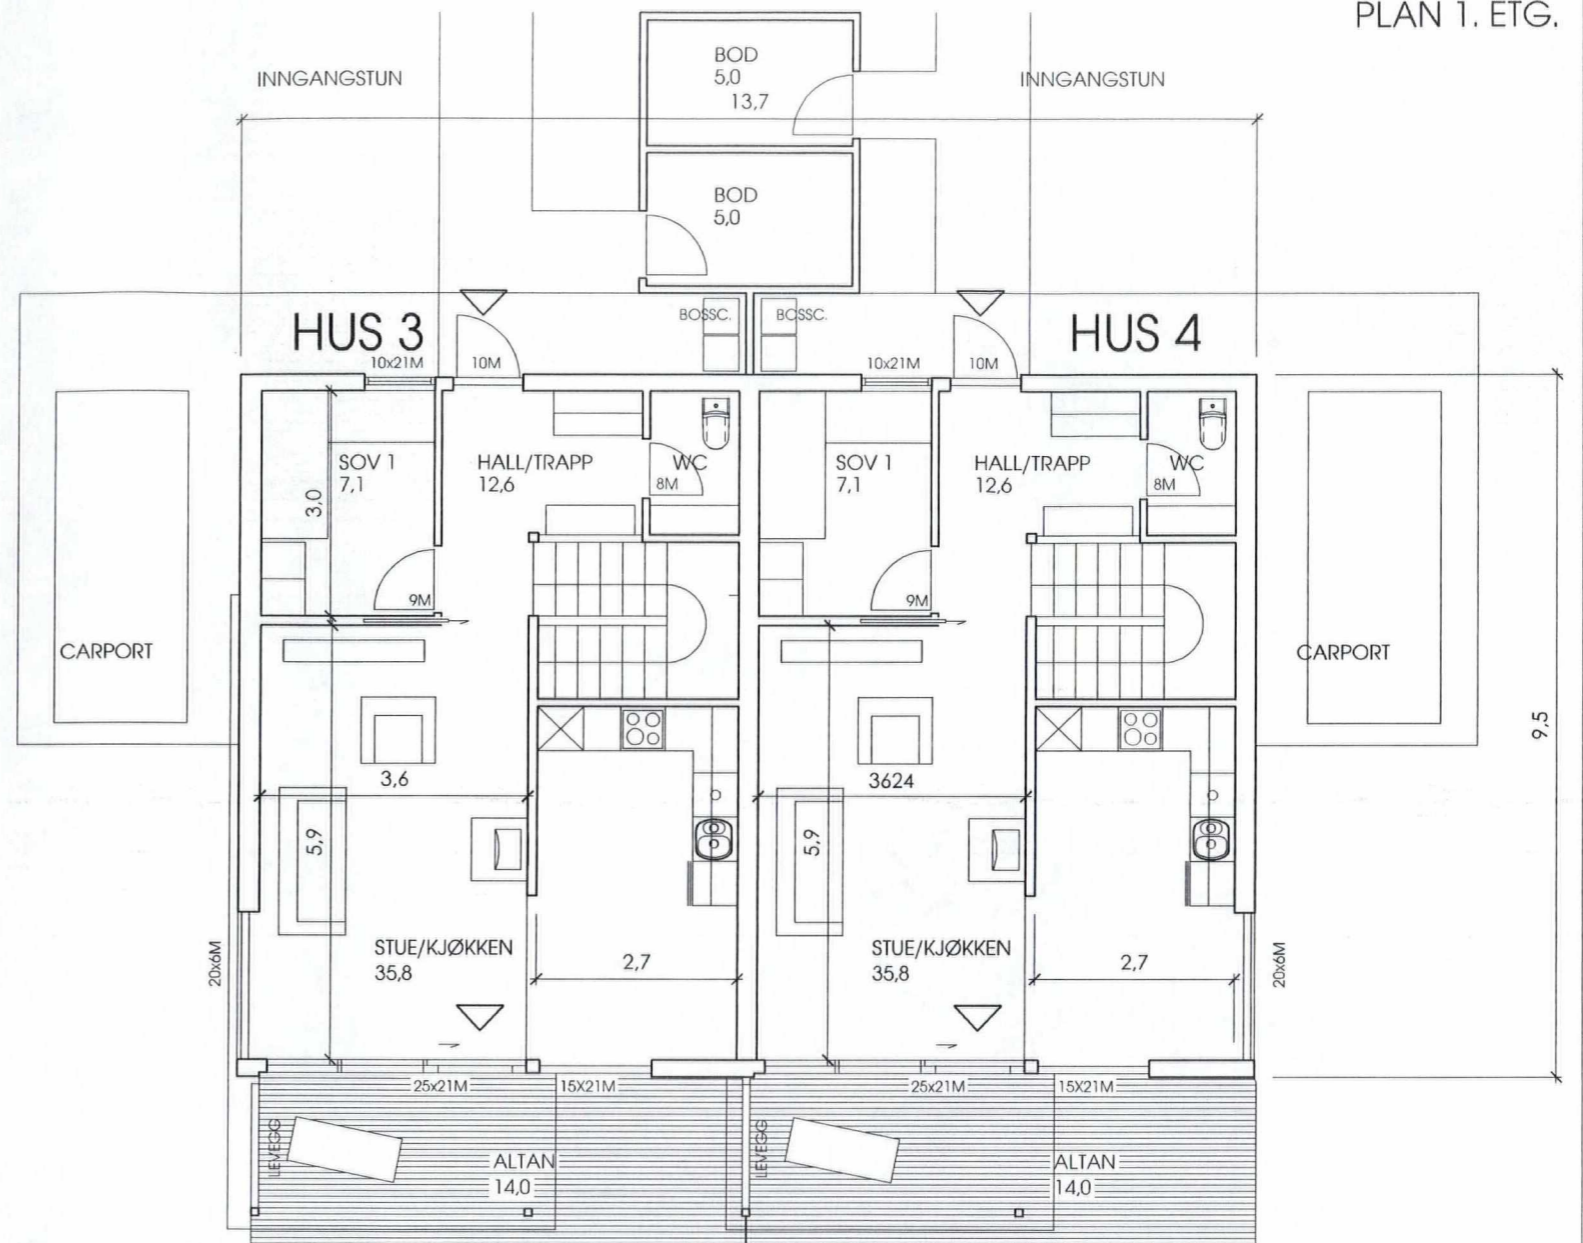 PLAN 1. ETG.
BOD
5,0
13,7
INNGANGSTUN
INNGANGSTUN
BOD
5,0
BOSSC.
BOSSC.
HUS 3
HUS 4
10x21M
10M
10x21M
10M
SOV 1
7,1
HALL/TRAPP
12,6
WC
8M
SOV 1
7,1
HALL/TRAPP
12,6
WC
8M
3,0
9M
9M
CARPORT
CARPORT
9,5
3,6
3624
5,9
5,9
STUE/KJØKKEN
35,8
2,7
STUE/KJØKKEN
35,8
2,7
20x6M
20x6M
25x21M
15X21M
25x21M
15X21M
LEVEGG
LEVEGG
ALTAN
14,0
ALTAN
14,0